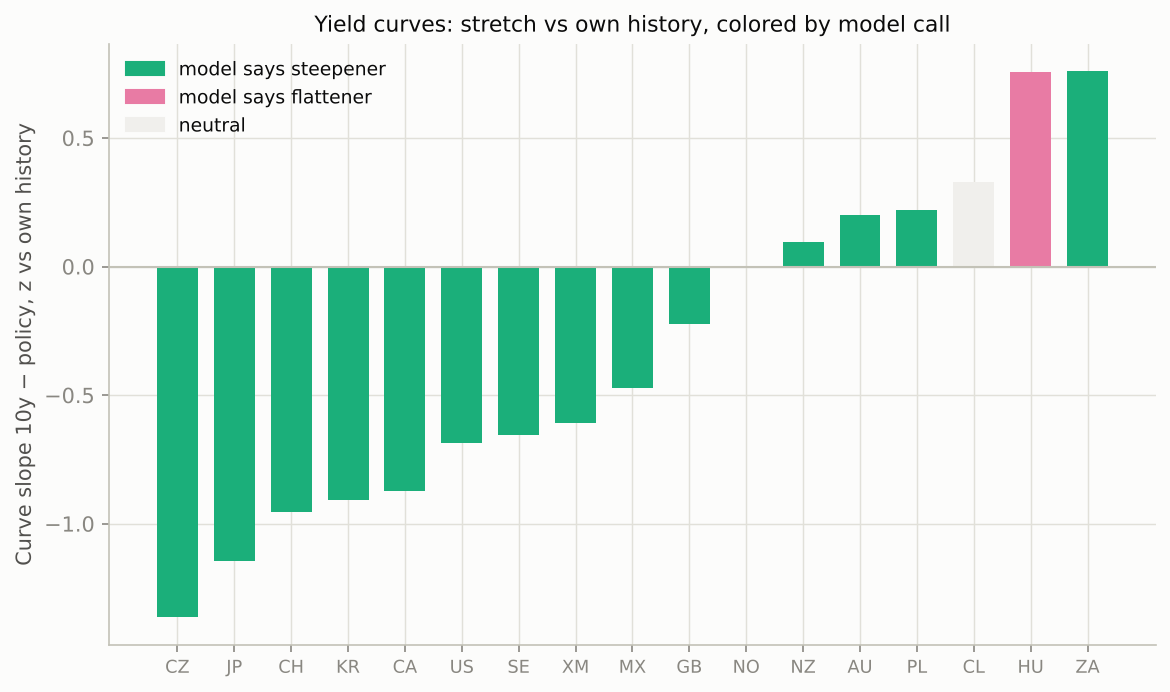 Yield curves: stretch vs own history, colored by model call
model says steepener
model says flattener
neutral
Curve slope 10y − policy, z vs own history
0.5
0.0
−0.5
−1.0
CZ JP CH KR CA US SE XM MX GB NO NZ AU PL CL HU ZA